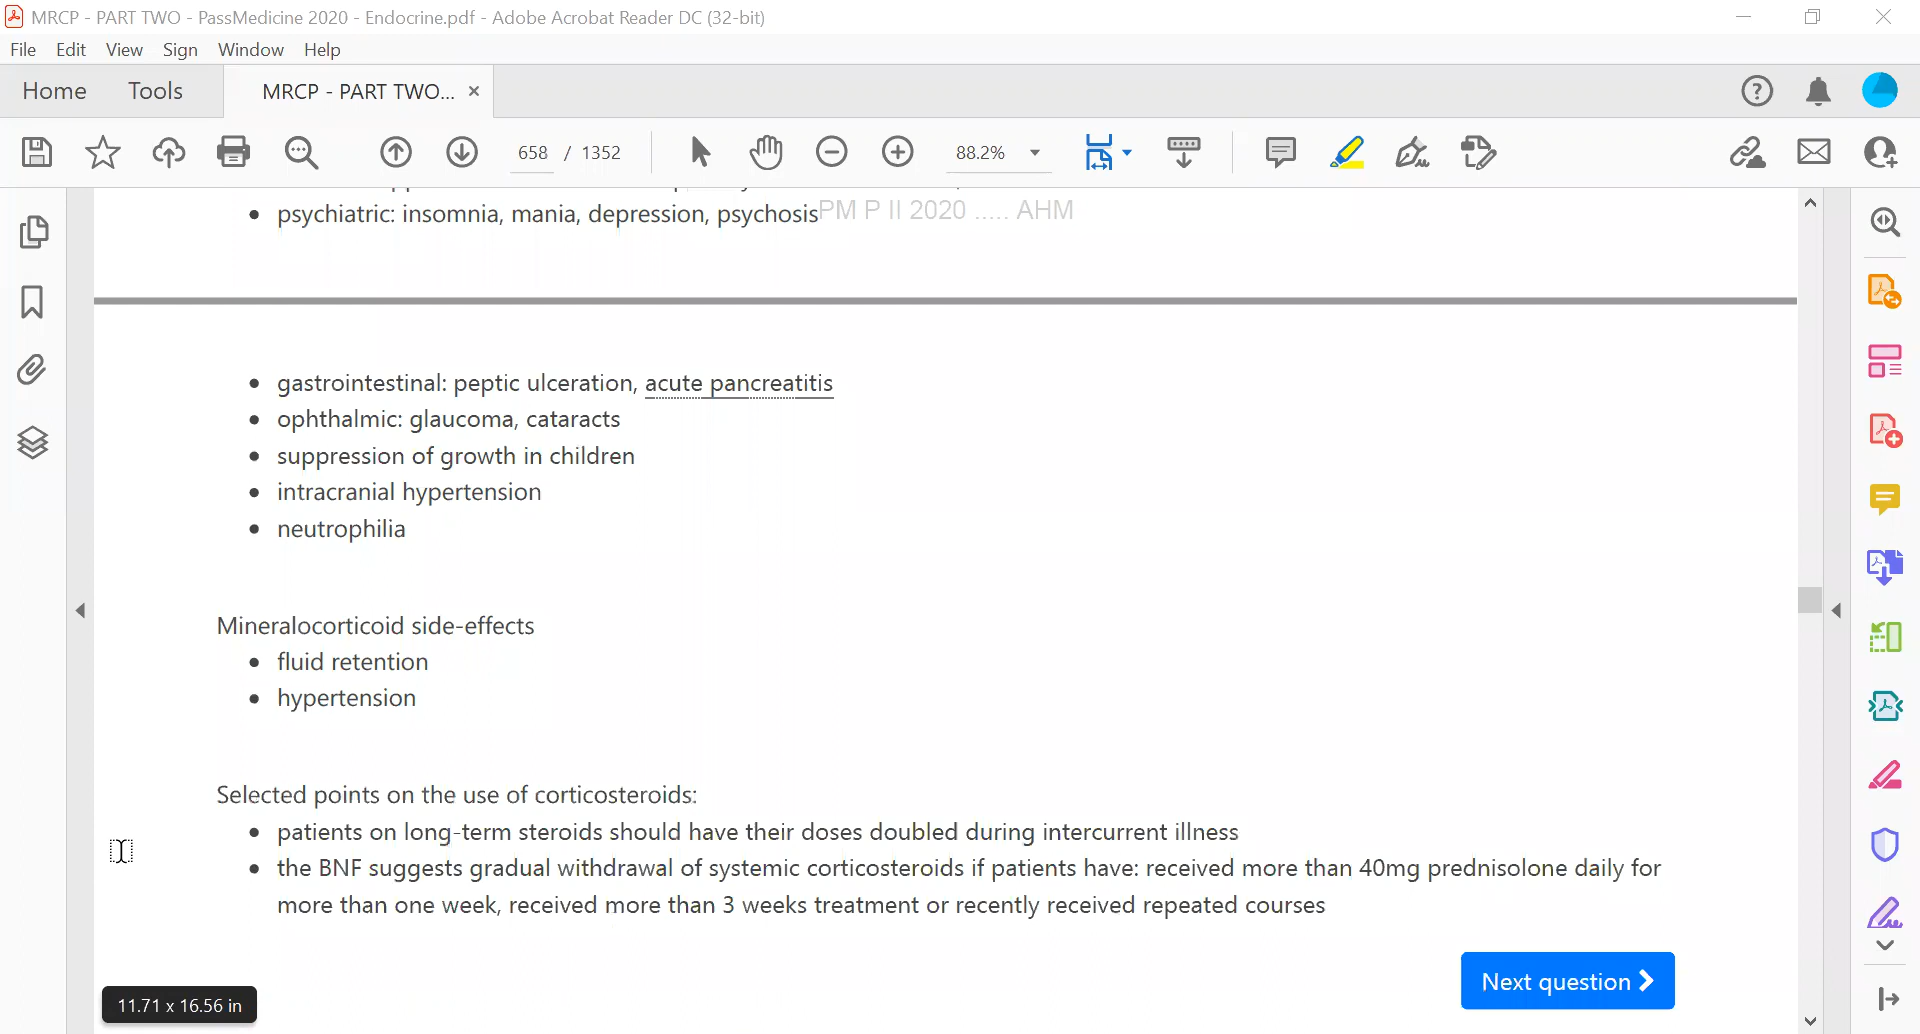 MRCP - PART TWO - PassMedicine 2020 - Endocrine.pdf - Adobe Acrobat Reader DC (32-bit)
File Edit View Sign Window Help
Home Tools MRCP - PART TWO... ×
658 / 1352 88.2%
• psychiatric: insomnia, mania, depression, psychosis PM P II 2020 ..... AHM
• gastrointestinal: peptic ulceration, acute pancreatitis
• ophthalmic: glaucoma, cataracts
• suppression of growth in children
• intracranial hypertension
• neutrophilia
Mineralocorticoid side-effects
• fluid retention
• hypertension
Selected points on the use of corticosteroids:
• patients on long-term steroids should have their doses doubled during intercurrent illness
• the BNF suggests gradual withdrawal of systemic corticosteroids if patients have: received more than 40mg prednisolone daily for
more than one week, received more than 3 weeks treatment or recently received repeated courses
Next question
11.71 x 16.56 in